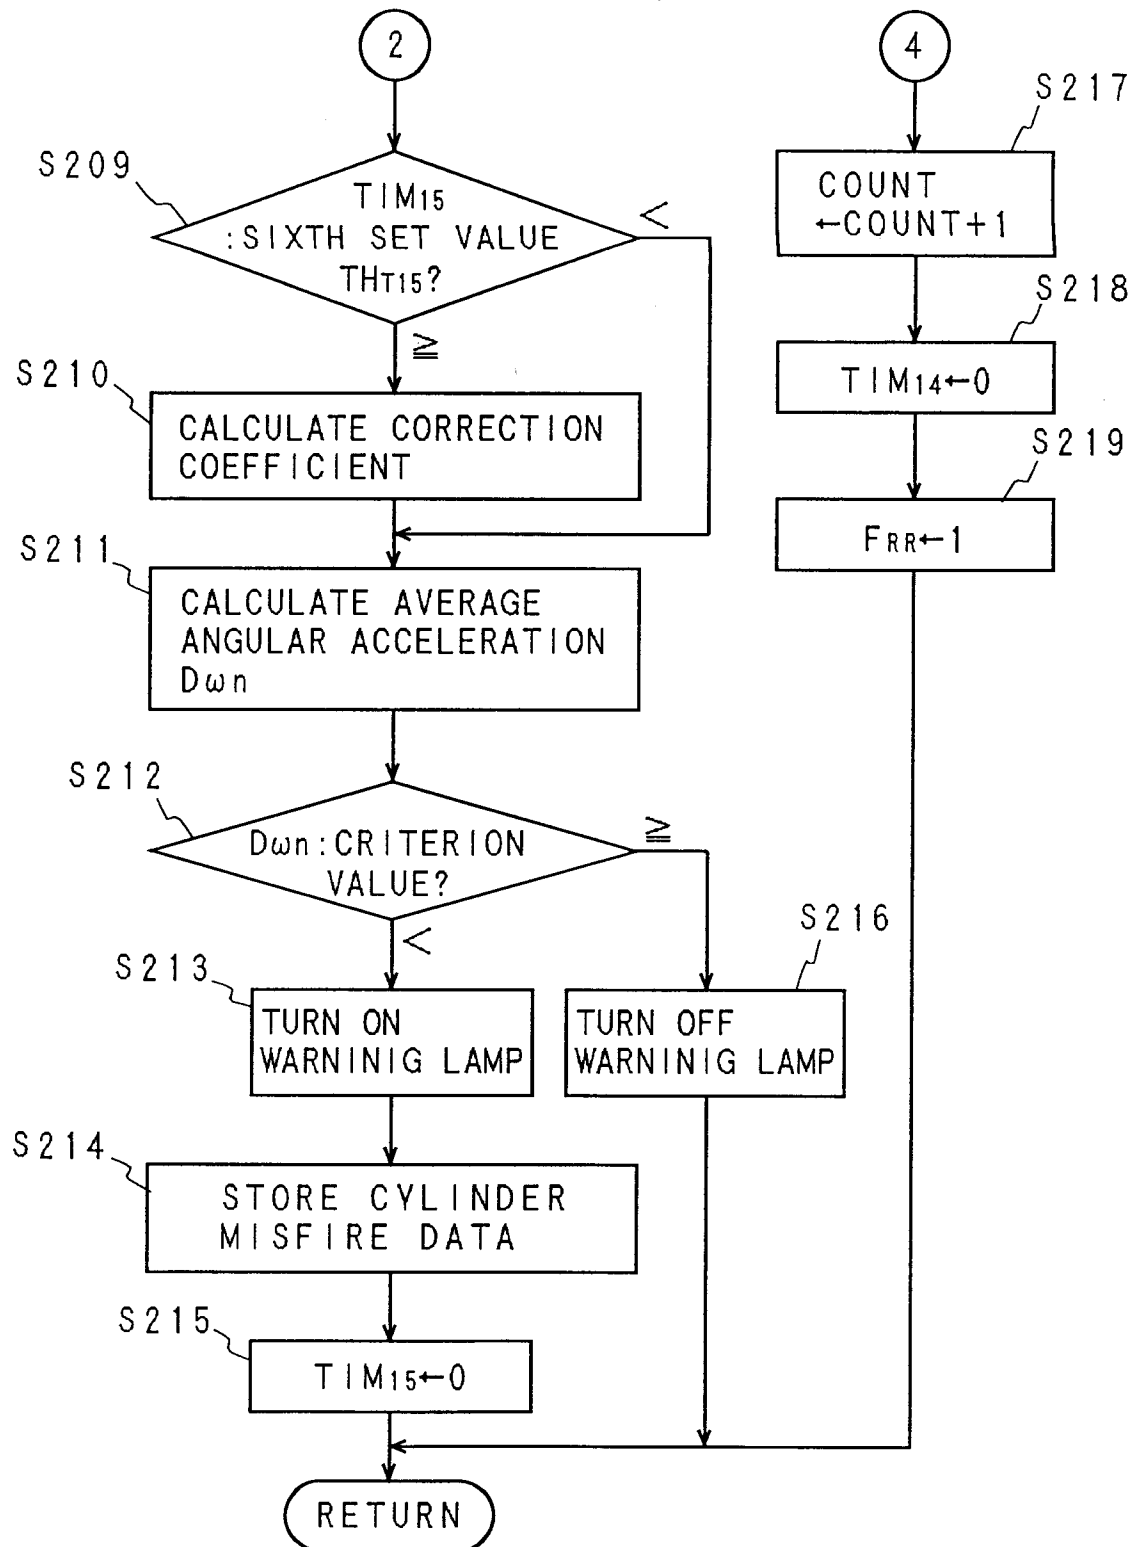 2
S209
TIM15
:SIXTH SET VALUE
THT15?
<
≧
S210
CALCULATE CORRECTION
COEFFICIENT
S211
CALCULATE AVERAGE
ANGULAR ACCELERATION
Dωn
S212
Dωn:CRITERION
VALUE?
≧
<
S213
TURN ON
WARNINIG LAMP
S216
TURN OFF
WARNINIG LAMP
S214
STORE CYLINDER
MISFIRE DATA
S215
TIM15←0
RETURN
4
S217
COUNT
←COUNT+1
S218
TIM14←0
S219
FRR←1